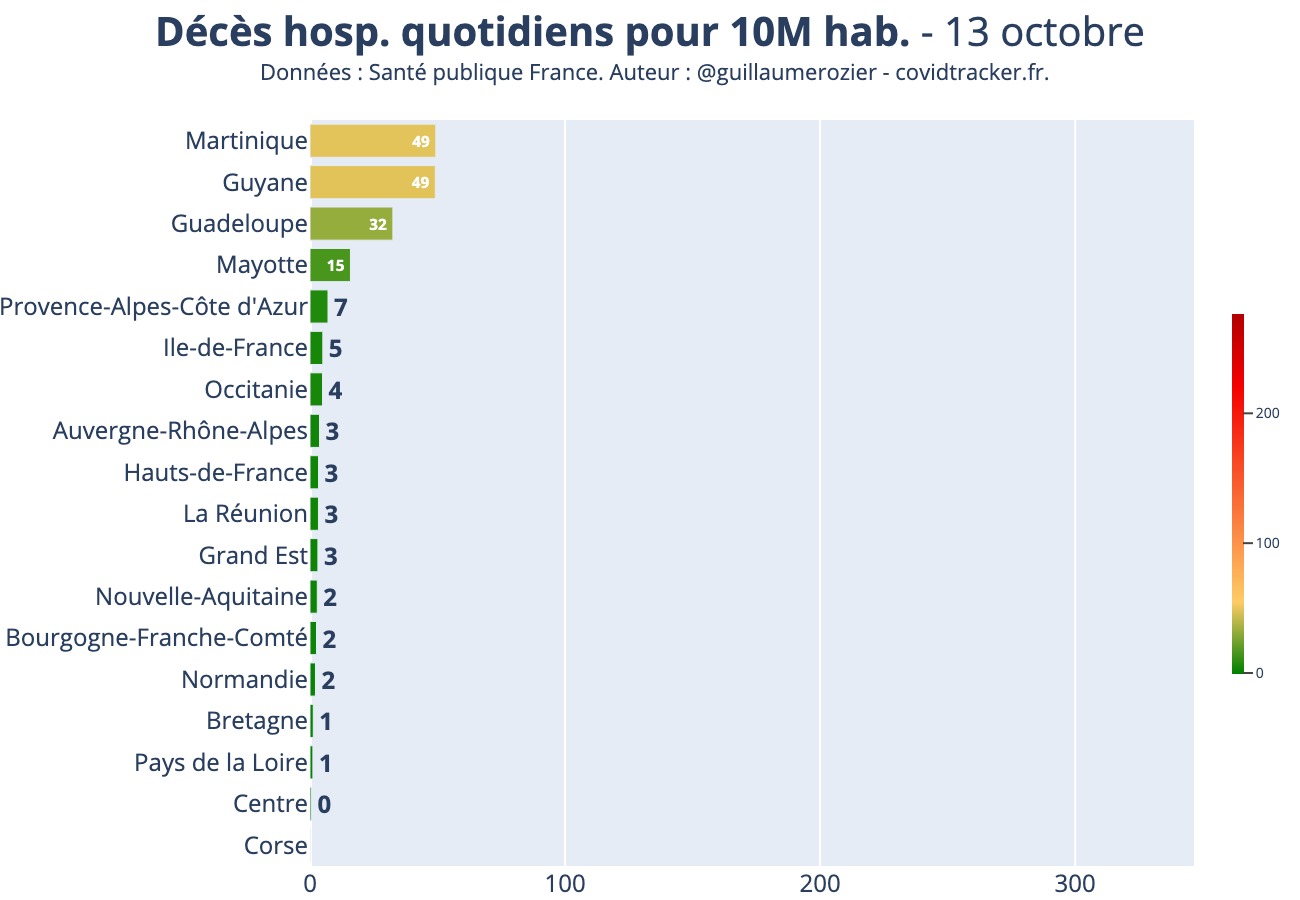 Décès hosp. quotidiens pour 10M hab. - 13 octobre
Données : Santé publique France. Auteur : @guillaumerozier - covidtracker.fr.
Martinique 49
Guyane 49
Guadeloupe 32
Mayotte 15
Provence-Alpes-Côte d'Azur 7
Ile-de-France 5
Occitanie 4
Auvergne-Rhône-Alpes 3
Hauts-de-France 3
La Réunion 3
Grand Est 3
Nouvelle-Aquitaine 2
Bourgogne-Franche-Comté 2
Normandie 2
Bretagne 1
Pays de la Loire 1
Centre 0
Corse
0 100 200 300
200
100
0